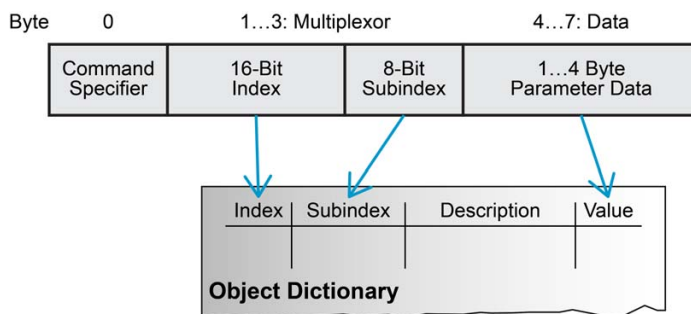 Byte 0 1…3: Multiplexor 4…7: Data
Command Specifier
16-Bit Index
8-Bit Subindex
1…4 Byte Parameter Data
Index Subindex Description Value
Object Dictionary